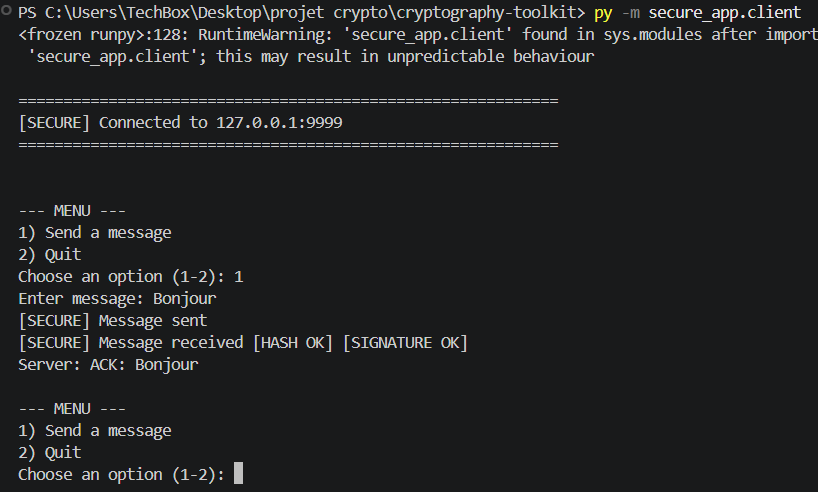 PS C:\Users\TechBox\Desktop\projet crypto\cryptography-toolkit> py -m secure_app.client
<frozen runpy>:128: RuntimeWarning: 'secure_app.client' found in sys.modules after import
'secure_app.client'; this may result in unpredictable behaviour
============================================================
[SECURE] Connected to 127.0.0.1:9999
============================================================
--- MENU ---
1) Send a message
2) Quit
Choose an option (1-2): 1
Enter message: Bonjour
[SECURE] Message sent
[SECURE] Message received [HASH OK] [SIGNATURE OK]
Server: ACK: Bonjour
--- MENU ---
1) Send a message
2) Quit
Choose an option (1-2):